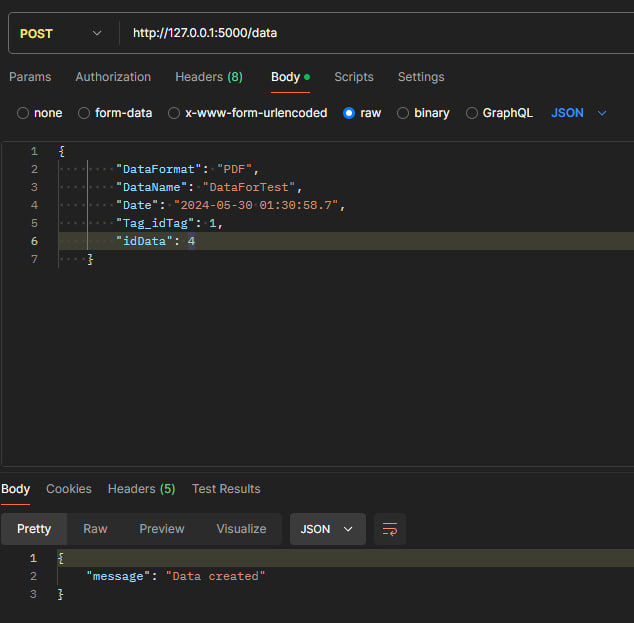 POST http://127.0.0.1:5000/data
Params Authorization Headers (8) Body Scripts Settings
none form-data x-www-form-urlencoded raw binary GraphQL JSON
1 {
2 "DataFormat": "PDF",
3 "DataName": "DataForTest",
4 "Date": "2024-05-30 01:30:58.7",
5 "Tag_idTag": 1,
6 "idData": 4
7 }
Body Cookies Headers (5) Test Results
Pretty Raw Preview Visualize JSON
1 {
2 "message": "Data created"
3 }